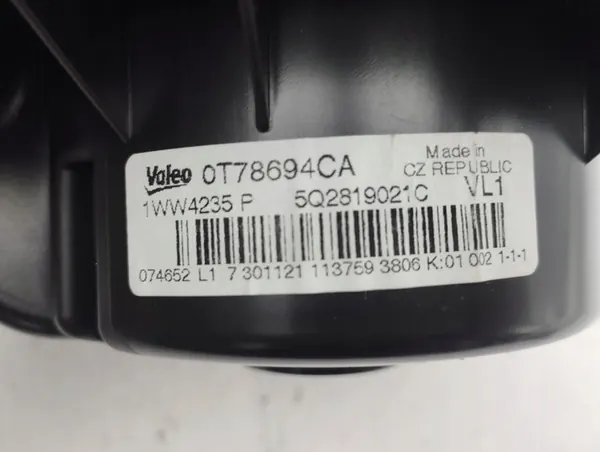 Valeo 0T78694CA Made in
CZ REPUBLIC
1WW4235 P 5Q2819021C VL1
074652 L1 7 301121 113759 3806 K:01 002 1-1-1